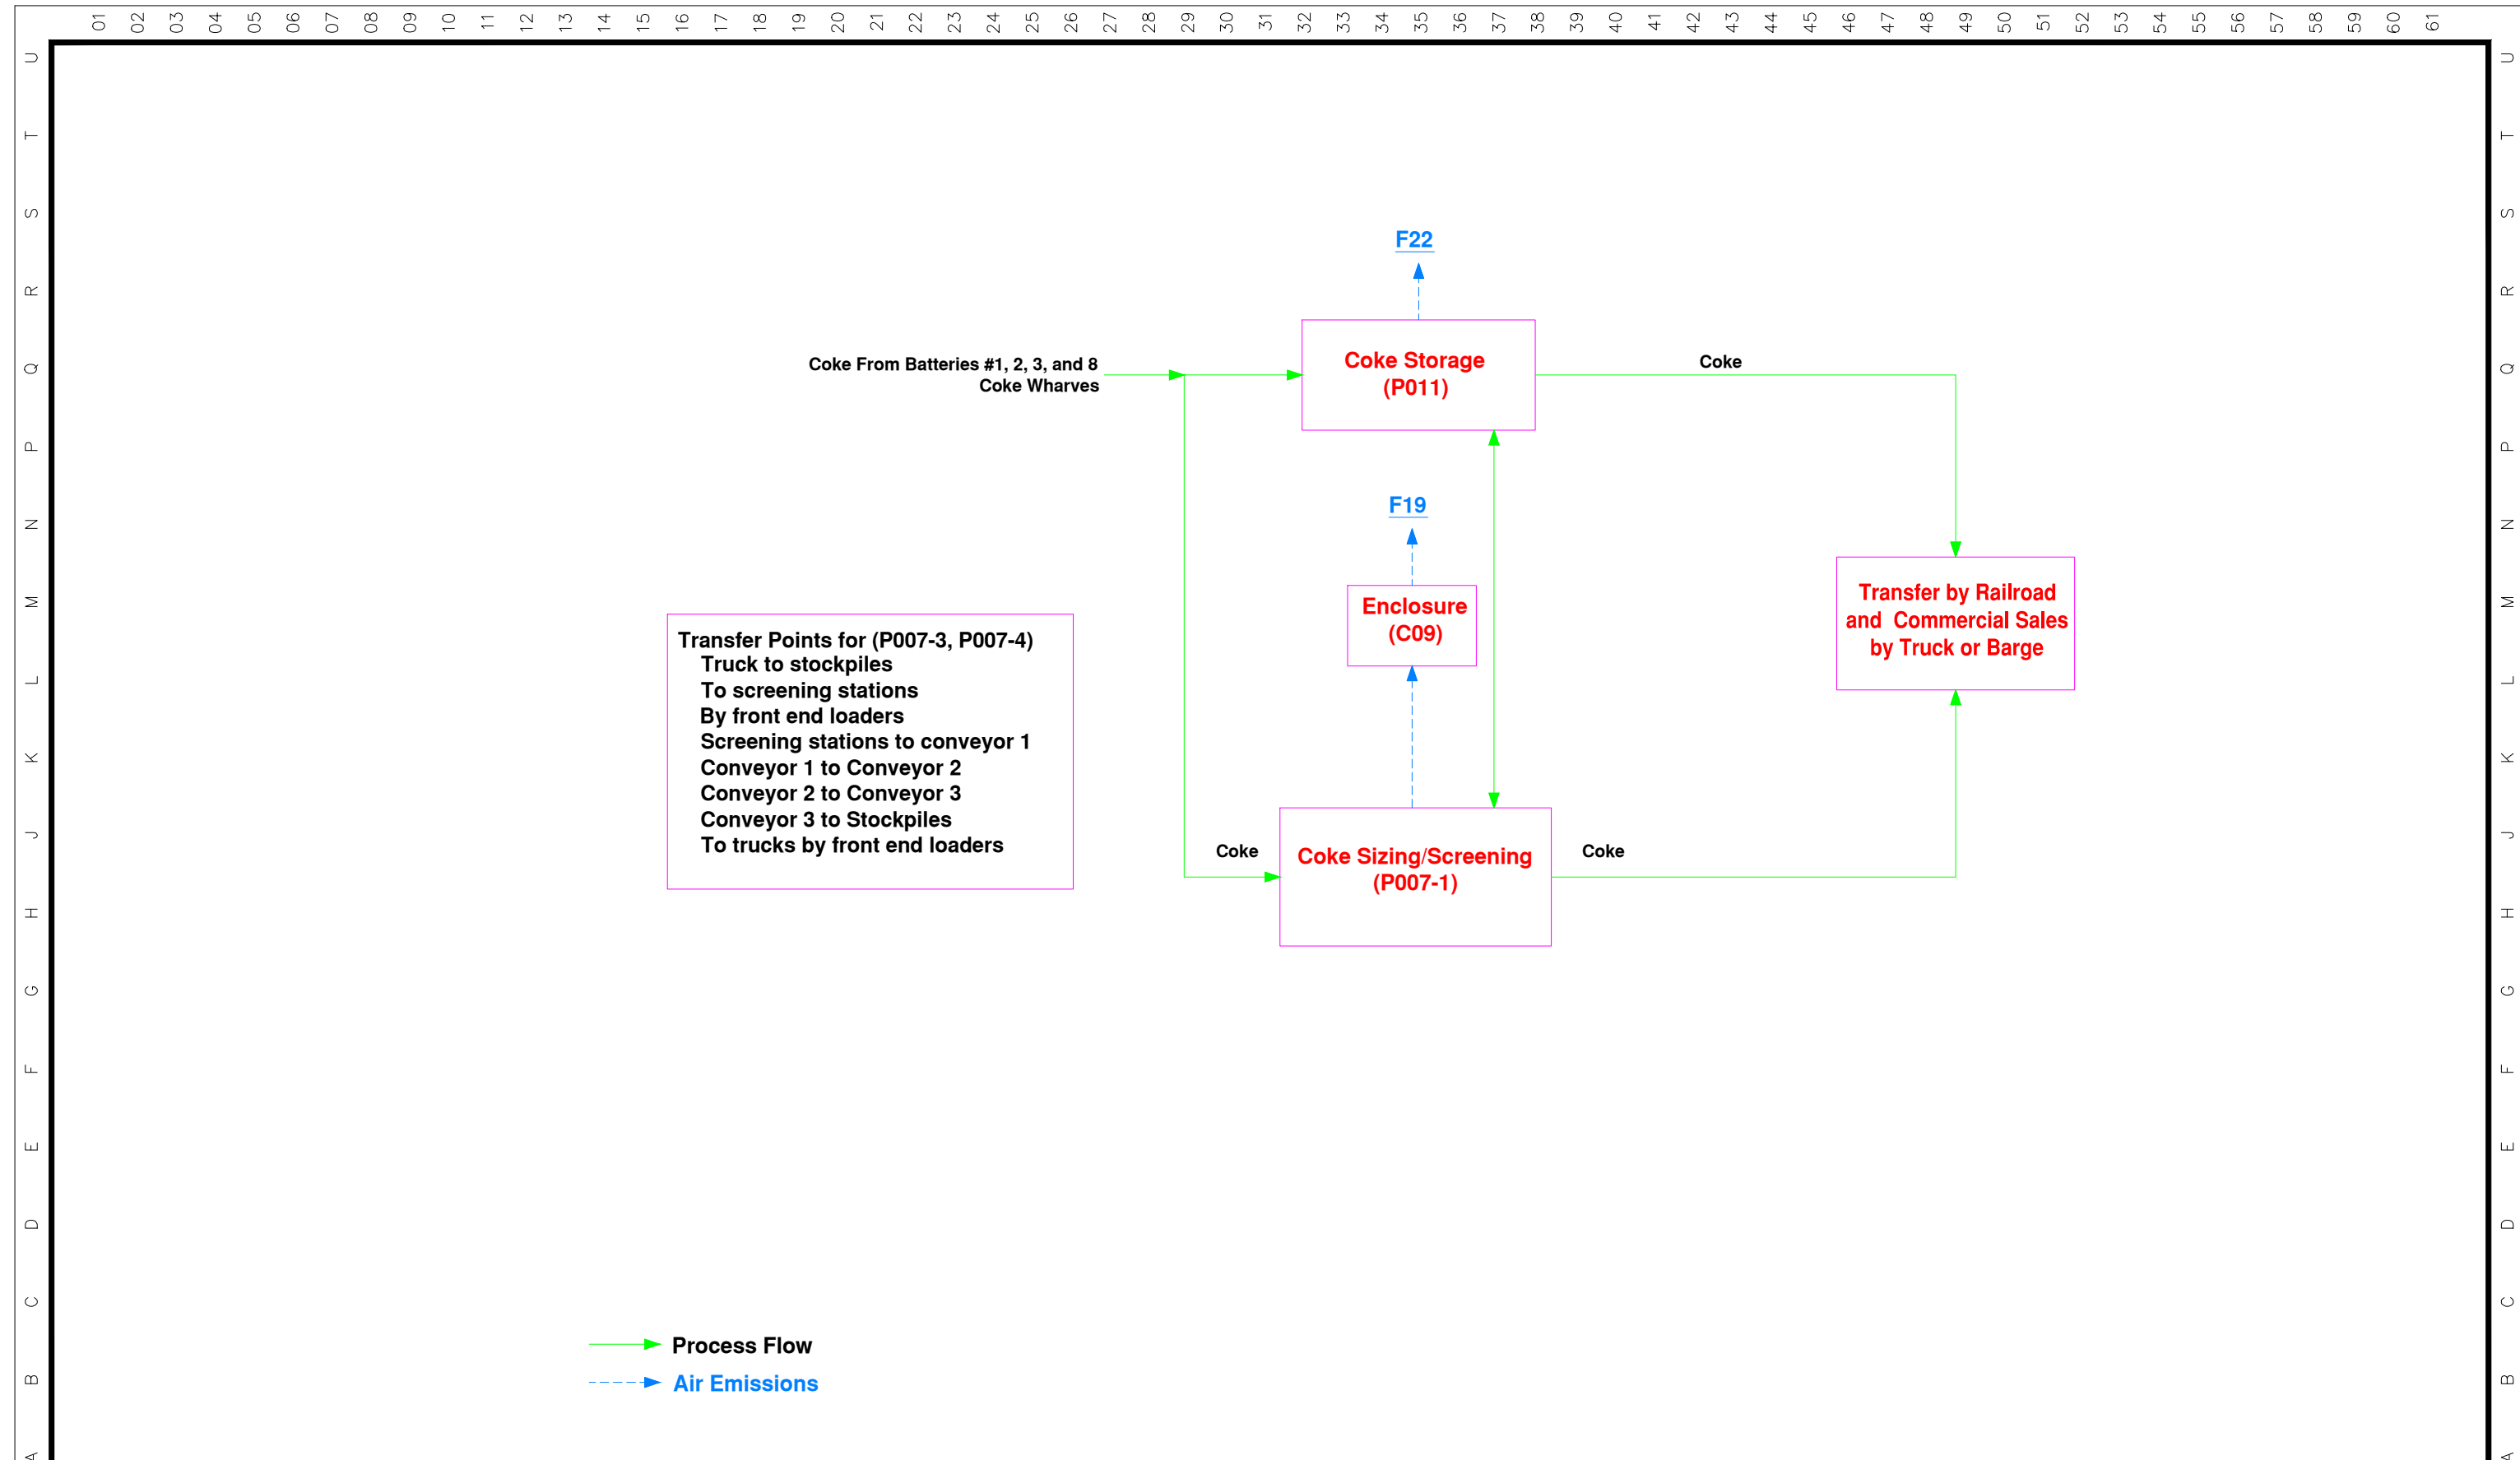 01 02 03 04 05 06 07 08 09 10 11 12 13 14 15 16 17 18 19 20 21 22 23 24 25 26 27 28 29 30 31 32 33 34 35 36 37 38 39 40 41 42 43 44 45 46 47 48 49 50 51 52 53 54 55 56 57 58 59 60 61
U U
T T
S S
F22
R R
Coke From Batteries #1, 2, 3, and 8
Coke Wharves
Coke Storage
(P011)
Coke
Q Q
P P
F19
N N
Enclosure
(C09)
Transfer by Railroad
and Commercial Sales
by Truck or Barge
M M
Transfer Points for (P007-3, P007-4)
Truck to stockpiles
To screening stations
By front end loaders
Screening stations to conveyor 1
Conveyor 1 to Conveyor 2
Conveyor 2 to Conveyor 3
Conveyor 3 to Stockpiles
To trucks by front end loaders
L L
K K
J J
Coke
Coke Sizing/Screening
(P007-1)
Coke
H H
G G
F F
E E
D D
C C
Process Flow
Air Emissions
B B
A A